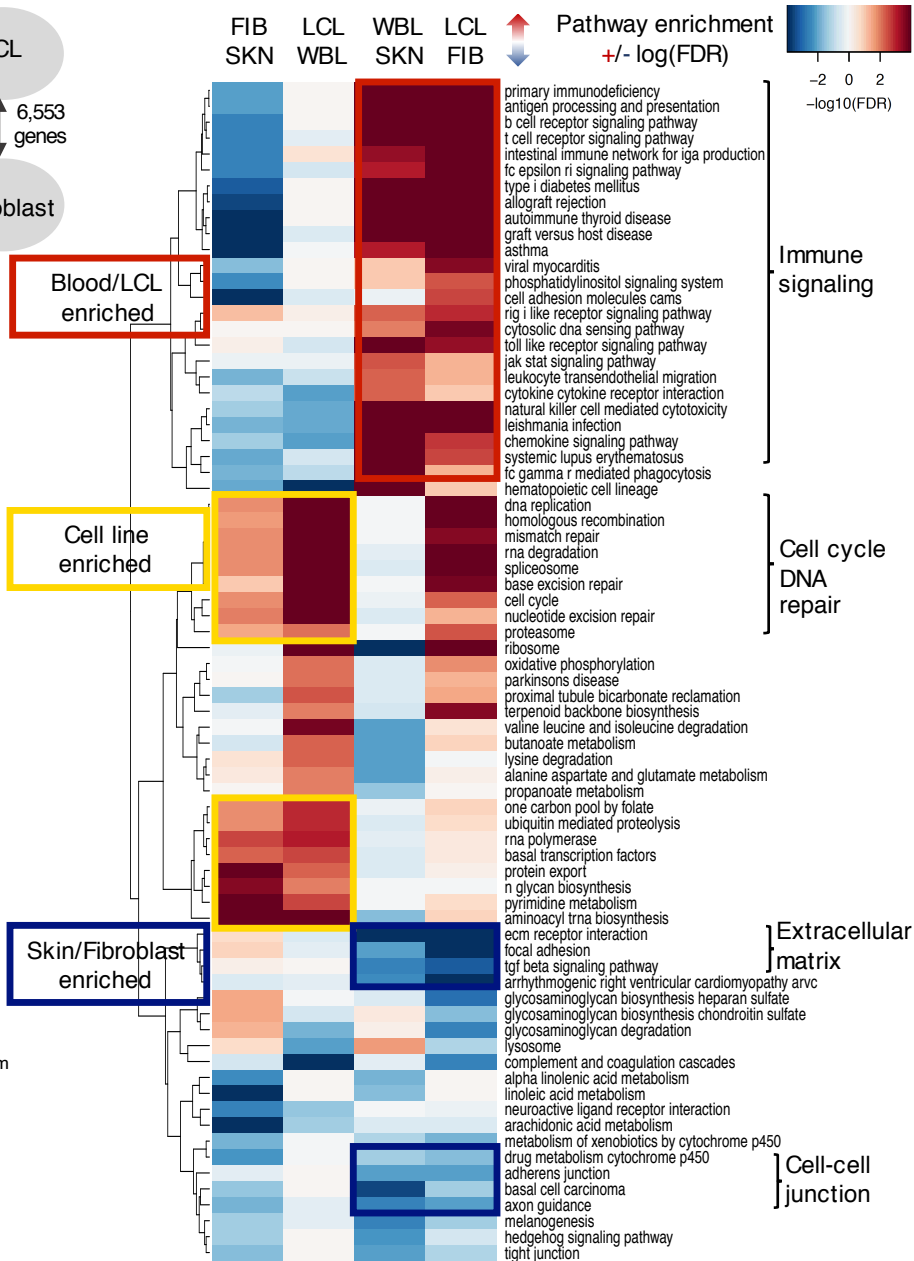 FIB
SKN
LCL
WBL
WBL
SKN
LCL
FIB
Pathway enrichment
+/- log(FDR)
−2 0 2
−log10(FDR)
CL
6,553
genes
oblast
Blood/LCL
enriched
Cell line
enriched
Skin/Fibroblast
enriched
m
primary immunodeficiency
antigen processing and presentation
b cell receptor signaling pathway
t cell receptor signaling pathway
intestinal immune network for iga production
fc epsilon ri signaling pathway
type i diabetes mellitus
allograft rejection
autoimmune thyroid disease
graft versus host disease
asthma
viral myocarditis
phosphatidylinositol signaling system
cell adhesion molecules cams
rig i like receptor signaling pathway
cytosolic dna sensing pathway
toll like receptor signaling pathway
jak stat signaling pathway
leukocyte transendothelial migration
cytokine cytokine receptor interaction
natural killer cell mediated cytotoxicity
leishmania infection
chemokine signaling pathway
systemic lupus erythematosus
fc gamma r mediated phagocytosis
hematopoietic cell lineage
dna replication
homologous recombination
mismatch repair
rna degradation
spliceosome
base excision repair
cell cycle
nucleotide excision repair
proteasome
ribosome
oxidative phosphorylation
parkinsons disease
proximal tubule bicarbonate reclamation
terpenoid backbone biosynthesis
valine leucine and isoleucine degradation
butanoate metabolism
lysine degradation
alanine aspartate and glutamate metabolism
propanoate metabolism
one carbon pool by folate
ubiquitin mediated proteolysis
rna polymerase
basal transcription factors
protein export
n glycan biosynthesis
pyrimidine metabolism
aminoacyl trna biosynthesis
ecm receptor interaction
focal adhesion
tgf beta signaling pathway
arrhythmogenic right ventricular cardiomyopathy arvc
glycosaminoglycan biosynthesis heparan sulfate
glycosaminoglycan biosynthesis chondroitin sulfate
glycosaminoglycan degradation
lysosome
complement and coagulation cascades
alpha linolenic acid metabolism
linoleic acid metabolism
neuroactive ligand receptor interaction
arachidonic acid metabolism
metabolism of xenobiotics by cytochrome p450
drug metabolism cytochrome p450
adherens junction
basal cell carcinoma
axon guidance
melanogenesis
hedgehog signaling pathway
tight junction
Immune
signaling
Cell cycle
DNA
repair
Extracellular
matrix
Cell-cell
junction